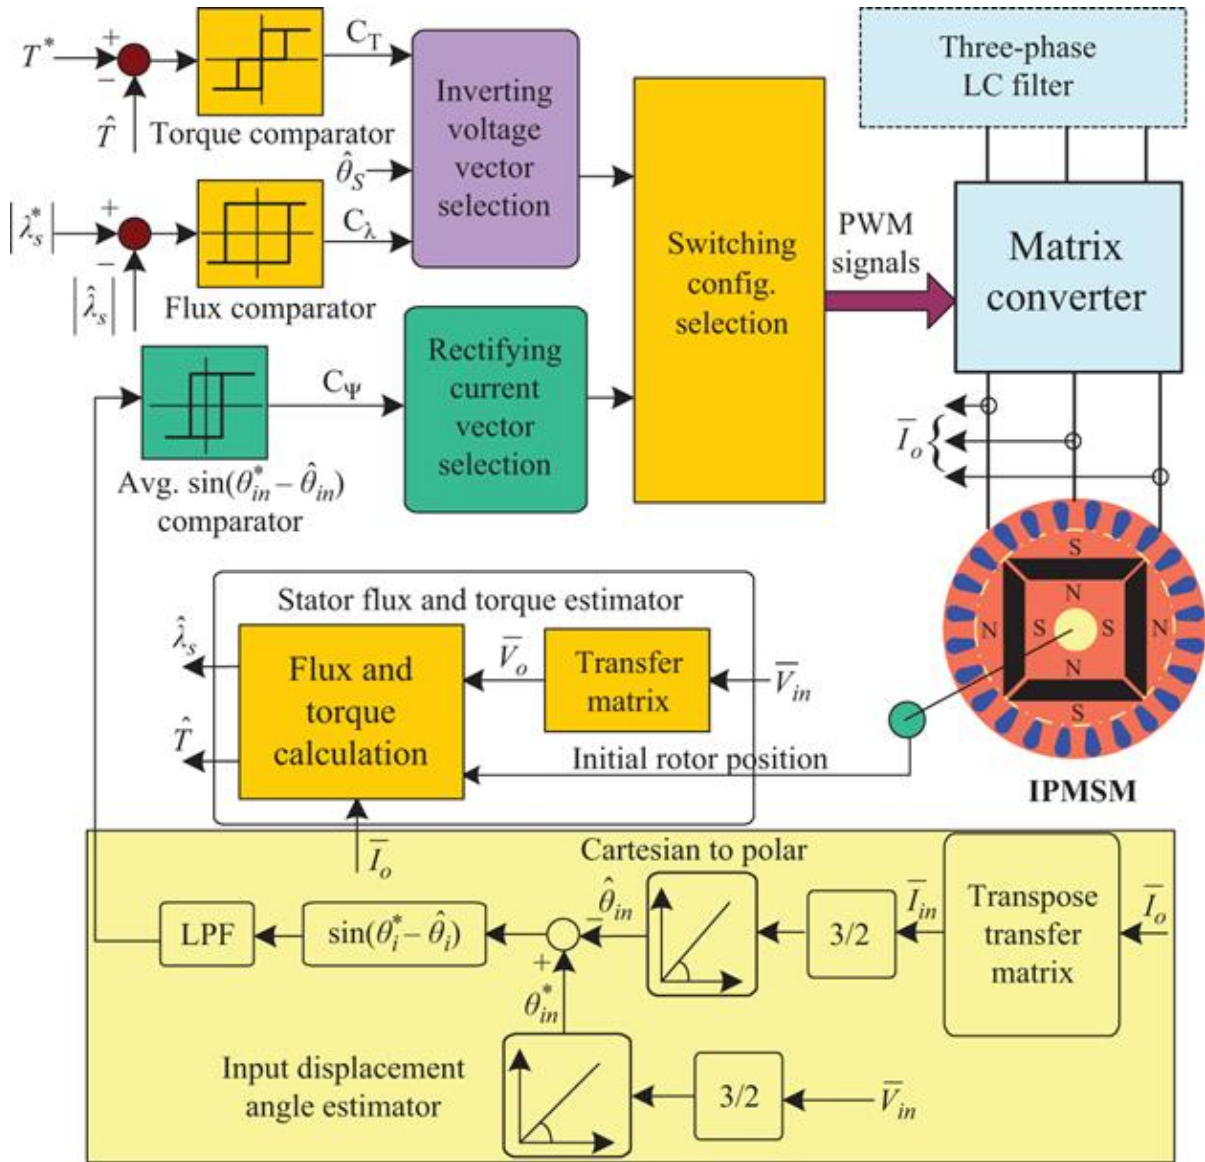 T*
+
−
T̂
C_T
Torque comparator
|λ_s*|
+
−
|λ̂_s|
C_λ
Flux comparator
θ̂_S
Inverting
voltage
vector
selection
C_Ψ
Avg. sin(θ*_in – θ̂_in)
comparator
Rectifying
current
vector
selection
Switching
config.
selection
PWM
signals
Three-phase
LC filter
Matrix
converter
Ī_o
S
N
N
S
S
N
N
S
IPMSM
Stator flux and torque estimator
λ̂_s
T̂
Flux and
torque
calculation
V̄_o
Transfer
matrix
V̄_in
Initial rotor position
Ī_o
Cartesian to polar
LPF
sin(θ*_i – θ̂_i)
−
+
θ̂_in
3/2
Ī_in
Transpose
transfer
matrix
Ī_o
θ*_in
Input displacement
angle estimator
3/2
V̄_in